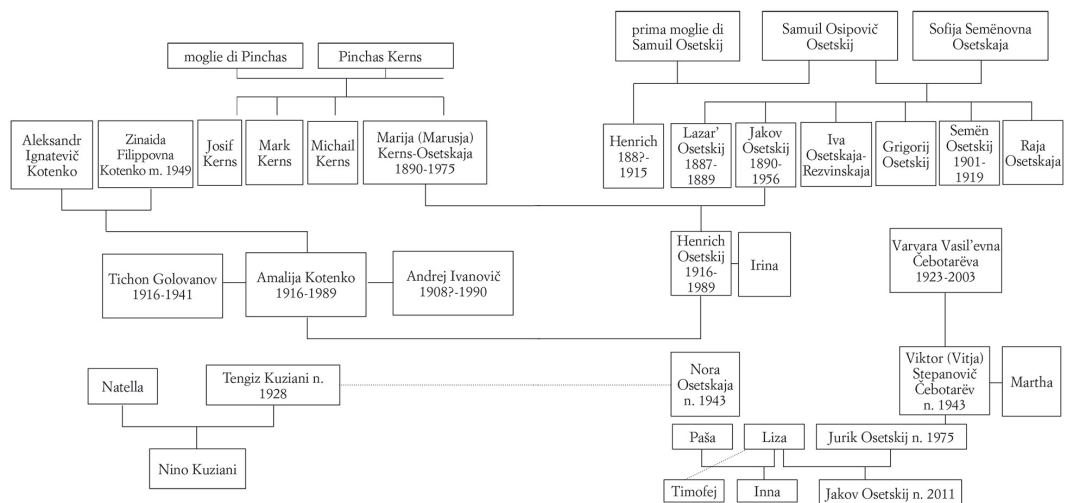 prima moglie di
Samuil Osetskij
Samuil Osipovič
Osetskij
Sofija Semënovna
Osetskaja
moglie di Pinchas
Pinchas Kerns
Aleksandr
Ignatevič
Kotenko
Zinaida
Filippovna
Kotenko m. 1949
Josif
Kerns
Mark
Kerns
Michail
Kerns
Marija (Marusja)
Kerns-Osetskaja
1890-1975
Henrich
188?-
1915
Lazar'
Osetskij
1887-
1889
Jakov
Osetskij
1890-
1956
Iva
Osetskaja-
Rezvinskaja
Grigorij
Osetskij
Semën
Osetskij
1901-
1919
Raja
Osetskaja
Tichon Golovanov
1916-1941
Amalija Kotenko
1916-1989
Andrej Ivanovič
1908?-1990
Henrich
Osetskij
1916-
1989
Irina
Varvara Vasil'evna
Čebotarëva
1923-2003
Natella
Tengiz Kuziani n.
1928
Nora
Osetskaja
n. 1943
Viktor (Vitja)
Stepanovič
Čebotarëv
n. 1943
Martha
Nino Kuziani
Paša
Liza
Jurik Osetskij n. 1975
Timofej
Inna
Jakov Osetskij n. 2011